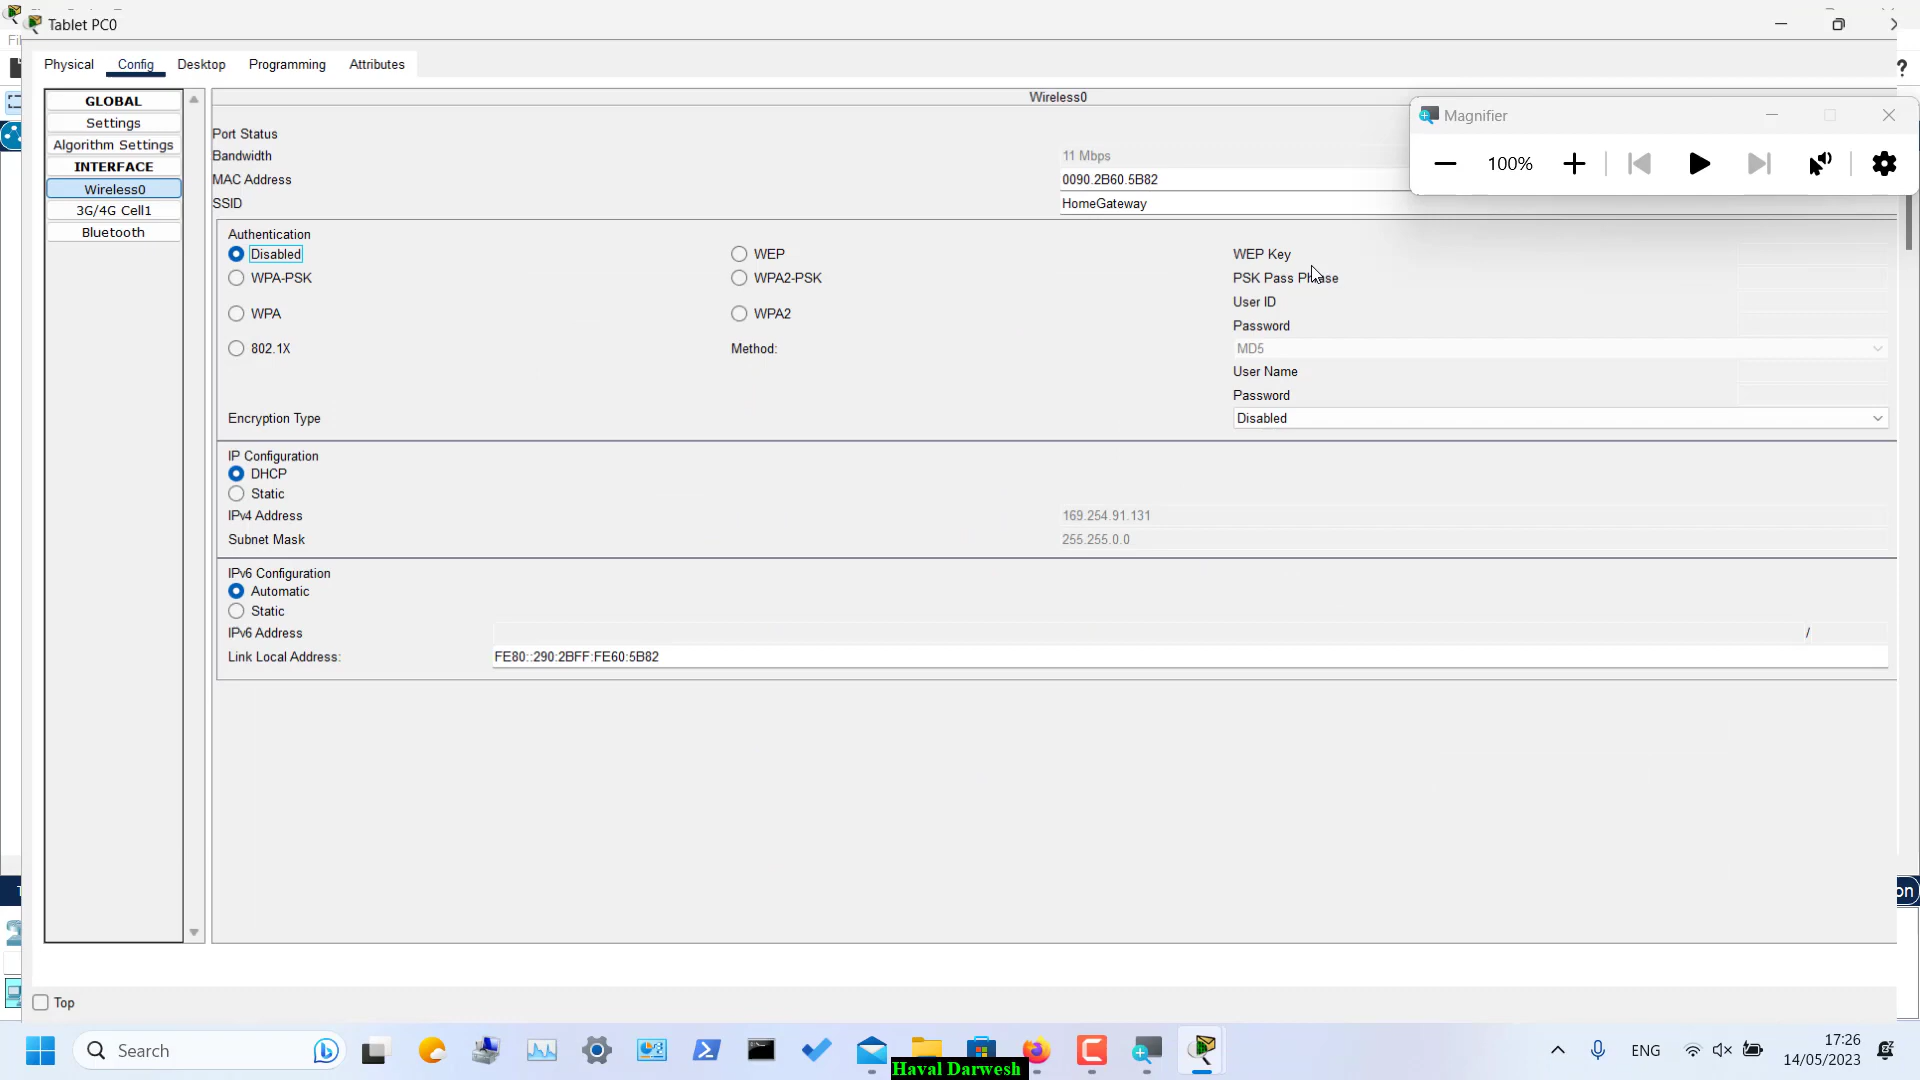 Tablet PC0
Physical Config Desktop Programming Attributes
GLOBAL
Settings
Algorithm Settings
INTERFACE
Wireless0
3G/4G Cell1
Bluetooth
Wireless0
Port Status
Bandwidth 11 Mbps
MAC Address 0090.2B60.5B82
SSID HomeGateway
Magnifier
100%
Authentication
Disabled WEP WEP Key
WPA-PSK WPA2-PSK PSK Pass Phrase
User ID
WPA WPA2
Password
802.1X Method: MD5
User Name
Password
Encryption Type Disabled
IP Configuration
DHCP
Static
IPv4 Address 169.254.91.131
Subnet Mask 255.255.0.0
IPv6 Configuration
Automatic
Static
IPv6 Address /
Link Local Address: FE80::290:2BFF:FE60:5B82
on
Top
Search
ENG
17:26
14/05/2023
Haval Darwesh